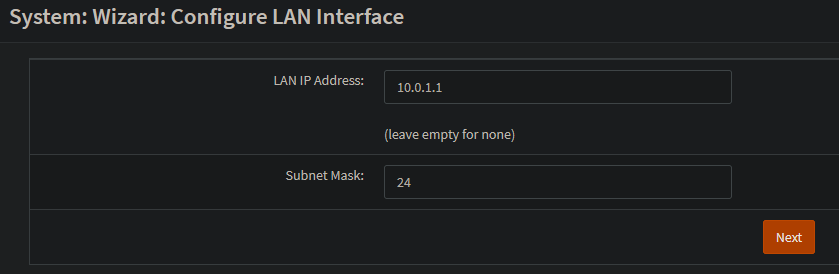 System: Wizard: Configure LAN Interface
LAN IP Address:
10.0.1.1
(leave empty for none)
Subnet Mask:
24
Next